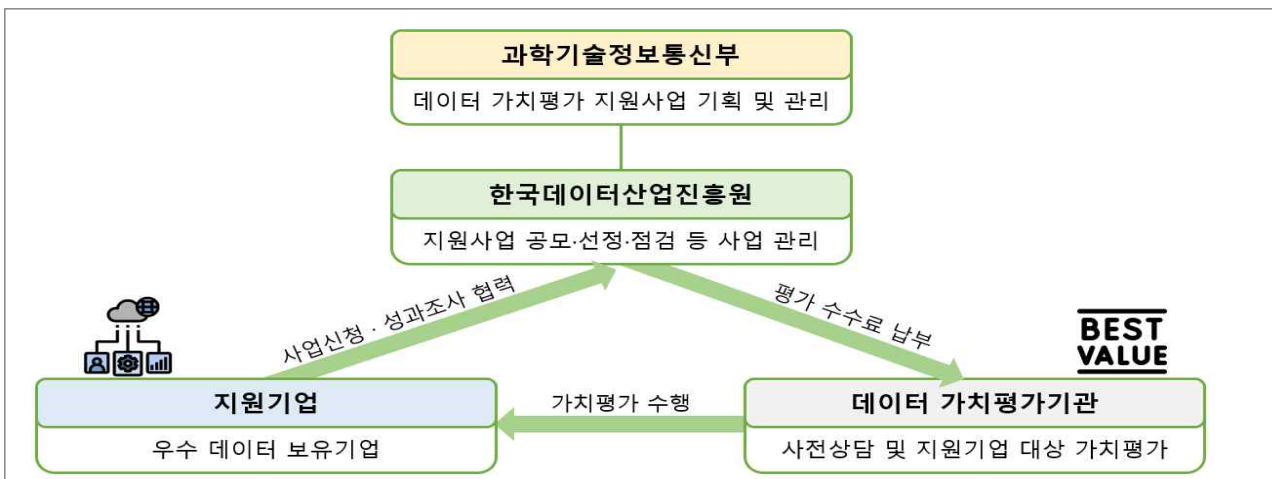 과학기술정보통신부
데이터 가치평가 지원사업 기획 및 관리
한국데이터산업진흥원
지원사업 공모·선정·점검 등 사업 관리
사업신청 · 성과조사 협력
평가 수수료 납부
BEST
VALUE
지원기업
우수 데이터 보유기업
가치평가 수행
데이터 가치평가기관
사전상담 및 지원기업 대상 가치평가